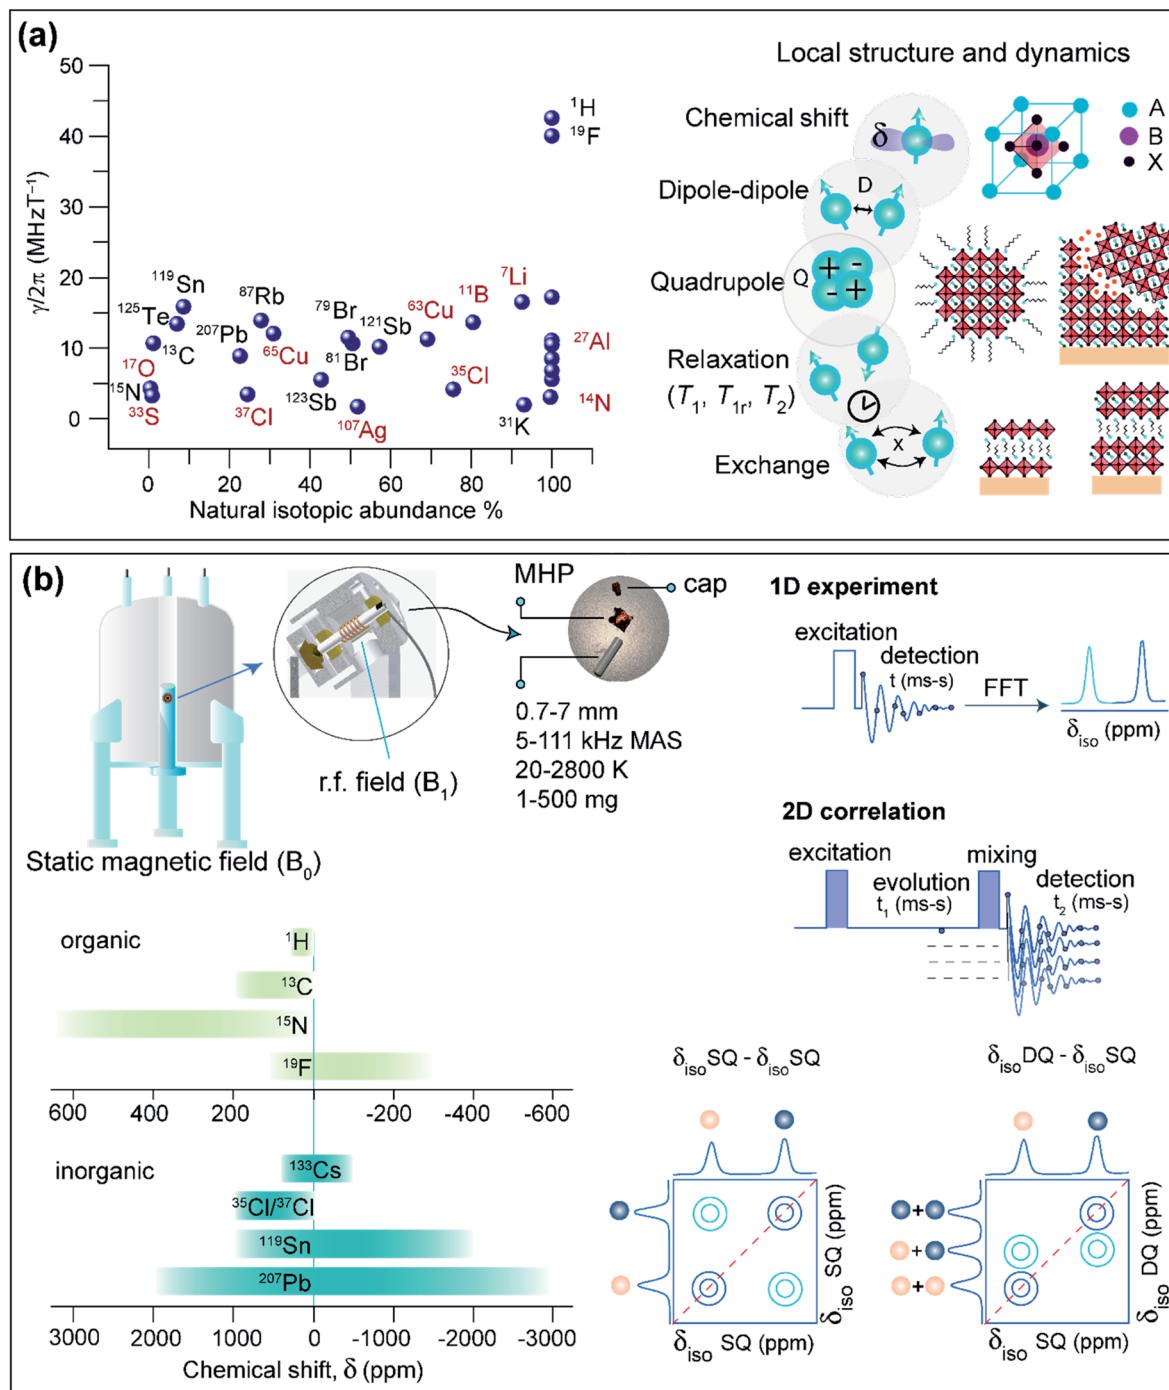 (a)
Local structure and dynamics
50
40
30
20
10
0
γ/2π (MHzT⁻¹)
¹H
¹⁹F
¹¹⁹Sn
¹²⁵Te
⁸⁷Rb
²⁰⁷Pb
¹³C
¹⁷O
¹⁵N
³³S
⁶⁵Cu
³⁷Cl
⁷⁹Br
⁸¹Br
¹²¹Sb
¹²³Sb
¹⁰⁷Ag
⁶³Cu
¹¹B
⁷Li
³⁵Cl
³¹K
²⁷Al
¹⁴N
0 20 40 60 80 100
Natural isotopic abundance %
Chemical shift
δ
Dipole-dipole
D
Quadrupole
Q
+ -
- +
Relaxation
(T₁, T₁ᵣ, T₂)
Exchange
x
A
B
X
(b)
MHP
cap
0.7-7 mm
5-111 kHz MAS
20-2800 K
1-500 mg
r.f. field (B₁)
Static magnetic field (B₀)
1D experiment
excitation
detection
t (ms-s)
FFT
δiso (ppm)
2D correlation
excitation
mixing
evolution
t₁ (ms-s)
detection
t₂ (ms-s)
organic
¹H
¹³C
¹⁵N
¹⁹F
600 400 200 0 -200 -400 -600
inorganic
¹³³Cs
³⁵Cl/³⁷Cl
¹¹⁹Sn
²⁰⁷Pb
3000 2000 1000 0 -1000 -2000 -3000
Chemical shift, δ (ppm)
δisoSQ - δisoSQ
δiso SQ (ppm)
δiso SQ (ppm)
δisoDQ - δisoSQ
+
+
+
δiso DQ (ppm)
δiso SQ (ppm)